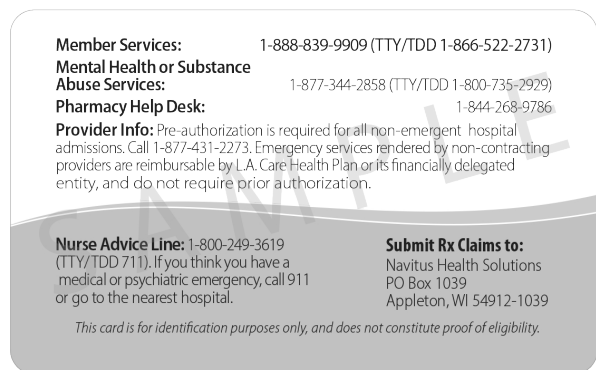 Member Services: 1-888-839-9909 (TTY/TDD 1-866-522-2731)
Mental Health or Substance
Abuse Services: 1-877-344-2858 (TTY/TDD 1-800-735-2929)
Pharmacy Help Desk: 1-844-268-9786
Provider Info: Pre-authorization is required for all non-emergent hospital
admissions. Call 1-877-431-2273. Emergency services rendered by non-contracting
providers are reimbursable by L.A. Care Health Plan or its financially delegated
entity, and do not require prior authorization.
SAMPLE
Nurse Advice Line: 1-800-249-3619
(TTY/TDD 711). If you think you have a
medical or psychiatric emergency, call 911
or go to the nearest hospital.
Submit Rx Claims to:
Navitus Health Solutions
PO Box 1039
Appleton, WI 54912-1039
This card is for identification purposes only, and does not constitute proof of eligibility.